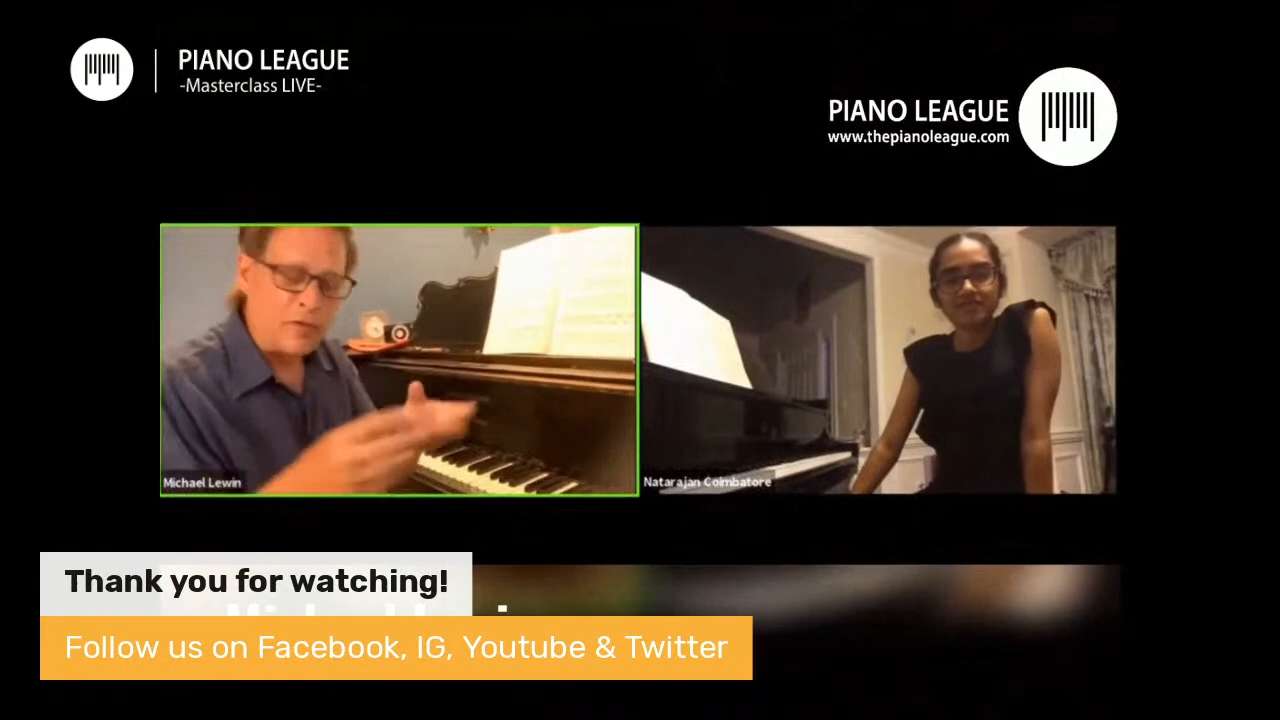 PIANO LEAGUE
-Masterclass LIVE-
PIANO LEAGUE
www.thepianoleague.com
Michael Lewin
Natarajan Coimbatore
Thank you for watching!
Follow us on Facebook, IG, Youtube & Twitter